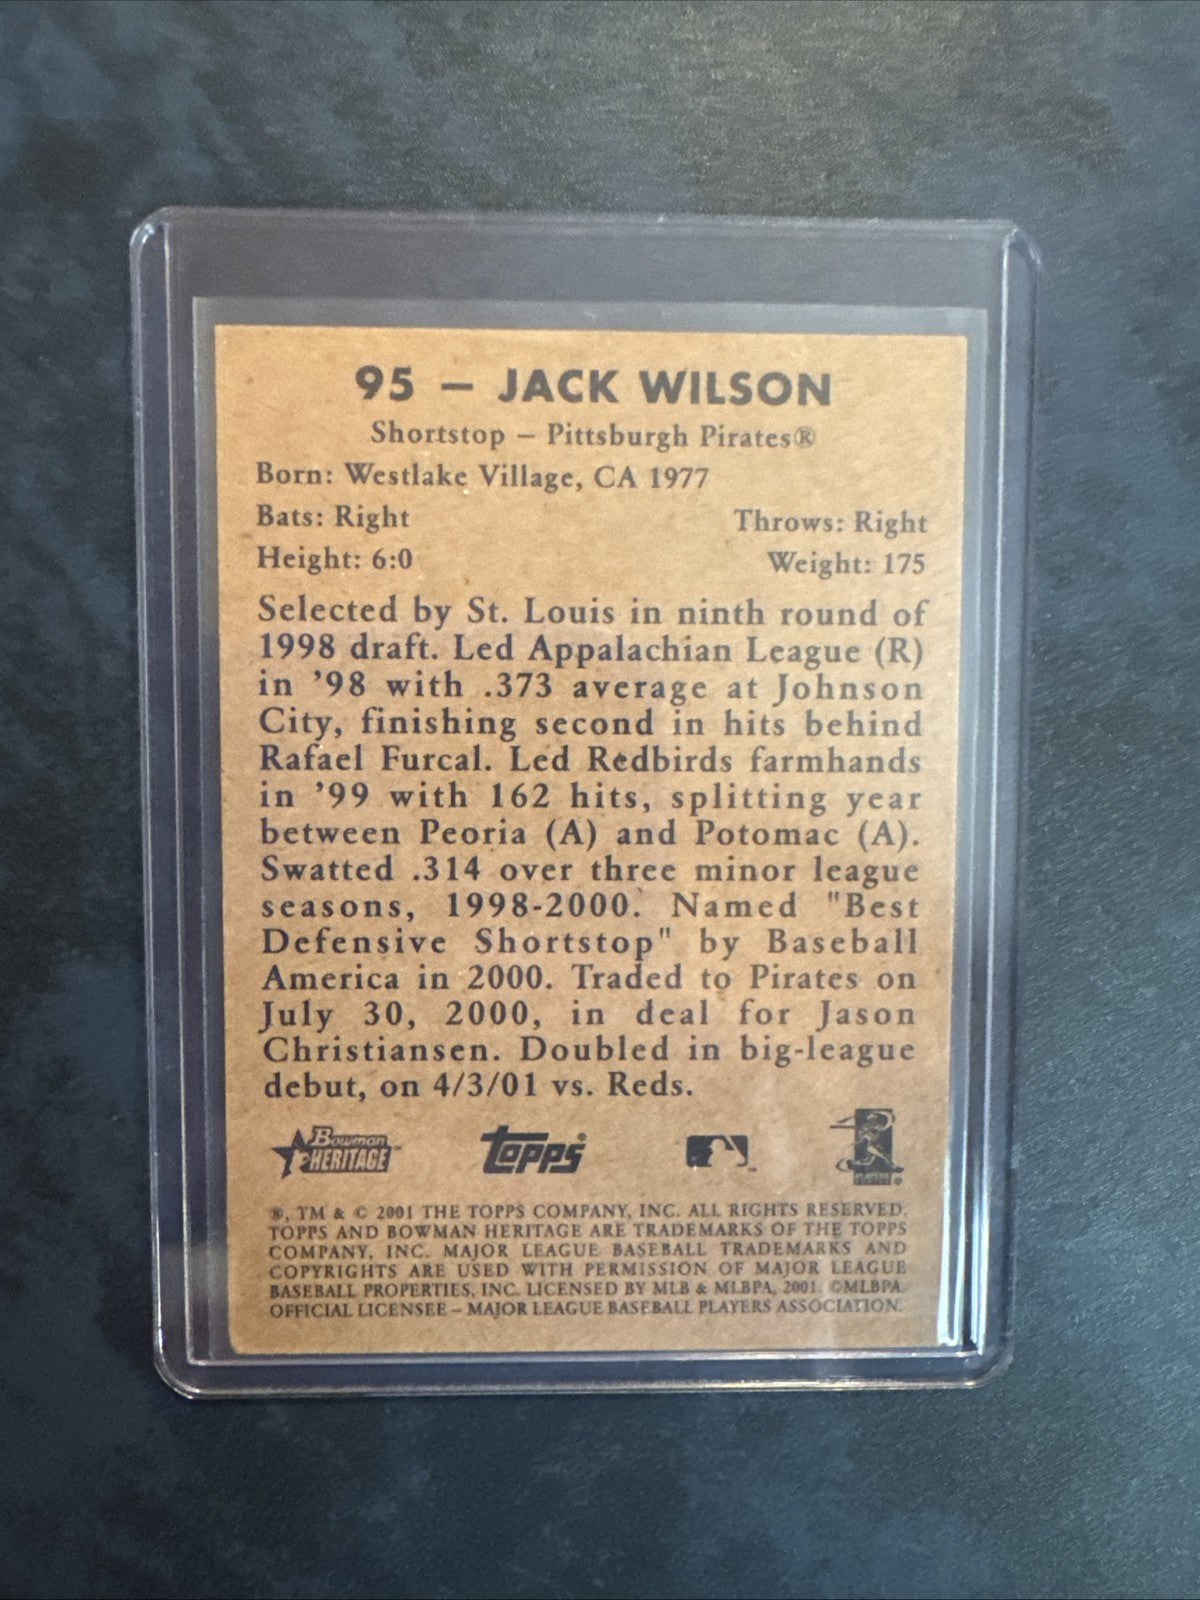 95 – JACK WILSON
Shortstop – Pittsburgh Pirates®
Born: Westlake Village, CA 1977
Bats: Right Throws: Right
Height: 6:0 Weight: 175
Selected by St. Louis in ninth round of
1998 draft. Led Appalachian League (R)
in '98 with .373 average at Johnson
City, finishing second in hits behind
Rafael Furcal. Led Redbirds farmhands
in '99 with 162 hits, splitting year
between Peoria (A) and Potomac (A).
Swatted .314 over three minor league
seasons, 1998-2000. Named "Best
Defensive Shortstop" by Baseball
America in 2000. Traded to Pirates on
July 30, 2000, in deal for Jason
Christiansen. Doubled in big-league
debut, on 4/3/01 vs. Reds.
Bowman HERITAGE™ Topps® ™ ®
®, TM & © 2001 THE TOPPS COMPANY, INC. ALL RIGHTS RESERVED.
TOPPS AND BOWMAN HERITAGE ARE TRADEMARKS OF THE TOPPS
COMPANY, INC. MAJOR LEAGUE BASEBALL TRADEMARKS AND
COPYRIGHTS ARE USED WITH PERMISSION OF MAJOR LEAGUE
BASEBALL PROPERTIES, INC. LICENSED BY MLB & MLBPA, 2001. ©MLBPA
OFFICIAL LICENSEE – MAJOR LEAGUE BASEBALL PLAYERS ASSOCIATION.